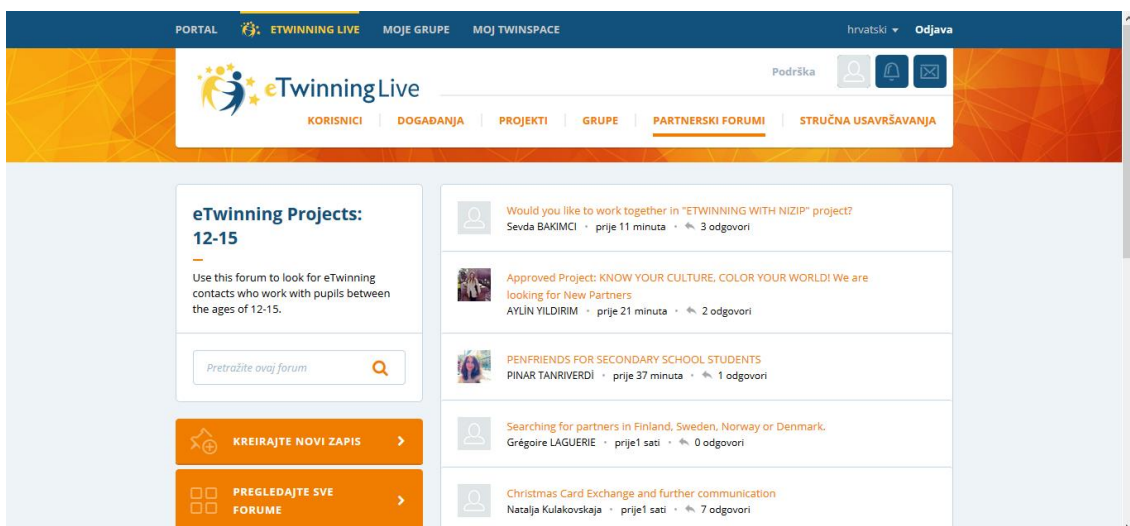 PORTAL ETWINNING LIVE MOJE GRUPE MOJ TWINSPACE hrvatski Odjava
eTwinning Live
Podrška
KORISNICI DOGAĐANJA PROJEKTI GRUPE PARTNERSKI FORUMI STRUČNA USAVRŠAVANJA
eTwinning Projects:
12-15
Use this forum to look for eTwinning
contacts who work with pupils between
the ages of 12-15.
Pretražite ovaj forum
KREIRAJTE NOVI ZAPIS
PREGLEDAJTE SVE
FORUME
Would you like to work together in "ETWINNING WITH NIZIP" project?
Sevda BAKIMCI • prije 11 minuta • 3 odgovori
Approved Project: KNOW YOUR CULTURE, COLOR YOUR WORLD! We are
looking for New Partners
AYLİN YILDIRIM • prije 21 minuta • 2 odgovori
PENFRIENDS FOR SECONDARY SCHOOL STUDENTS
PINAR TANRIVERDİ • prije 37 minuta • 1 odgovori
Searching for partners in Finland, Sweden, Norway or Denmark.
Grégoire LAGUERIE • prije1 sati • 0 odgovori
Christmas Card Exchange and further communication
Natalja Kulakovskaja • prije1 sati • 7 odgovori